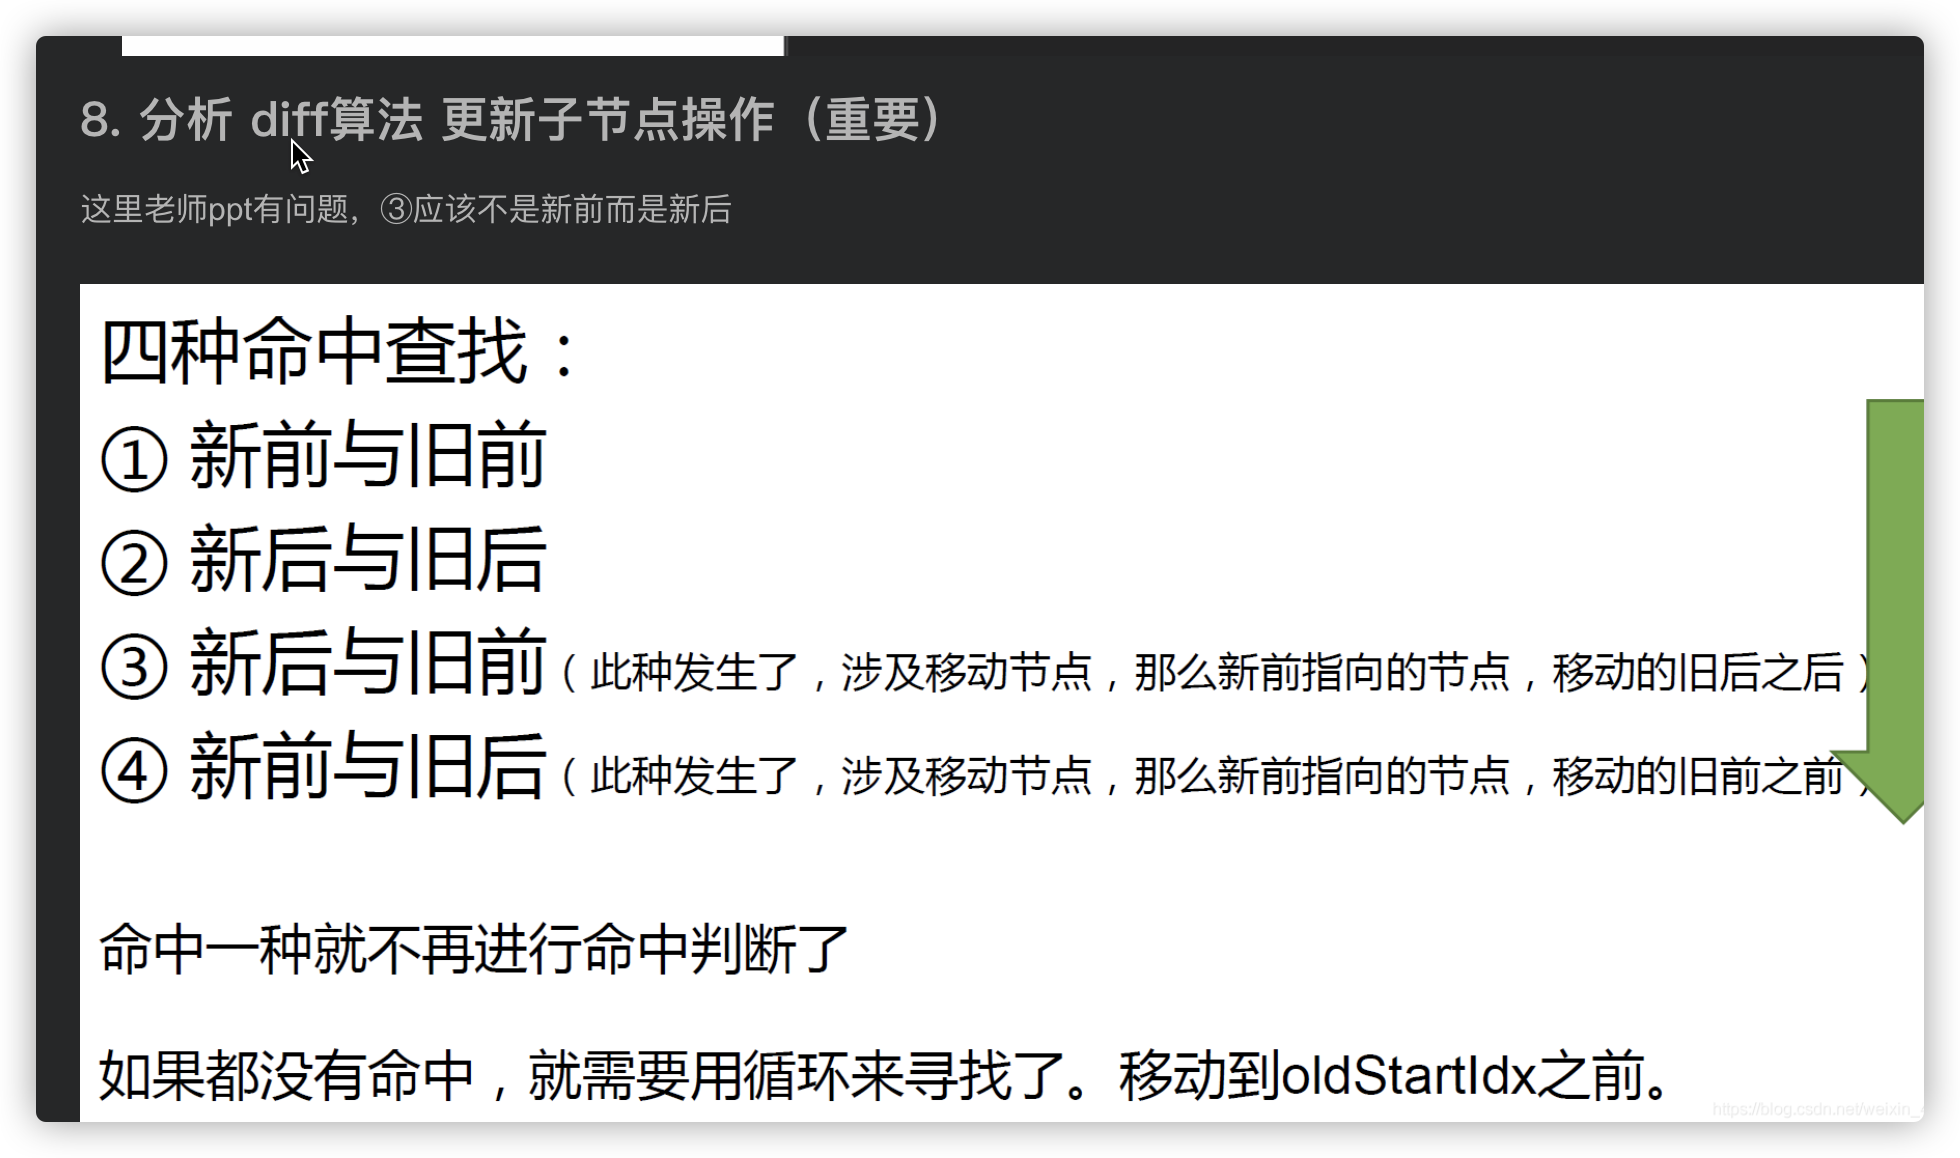 8. 分析 diff算法 更新子节点操作（重要）
这里老师ppt有问题，③应该不是新前而是新后
四种命中查找：
① 新前与旧前
② 新后与旧后
③ 新后与旧前（此种发生了，涉及移动节点，那么新前指向的节点，移动的旧后之后）
④ 新前与旧后（此种发生了，涉及移动节点，那么新前指向的节点，移动的旧前之前）
命中一种就不再进行命中判断了
如果都没有命中，就需要用循环来寻找了。移动到oldStartIdx之前。
https://blog.csdn.net/weixin_